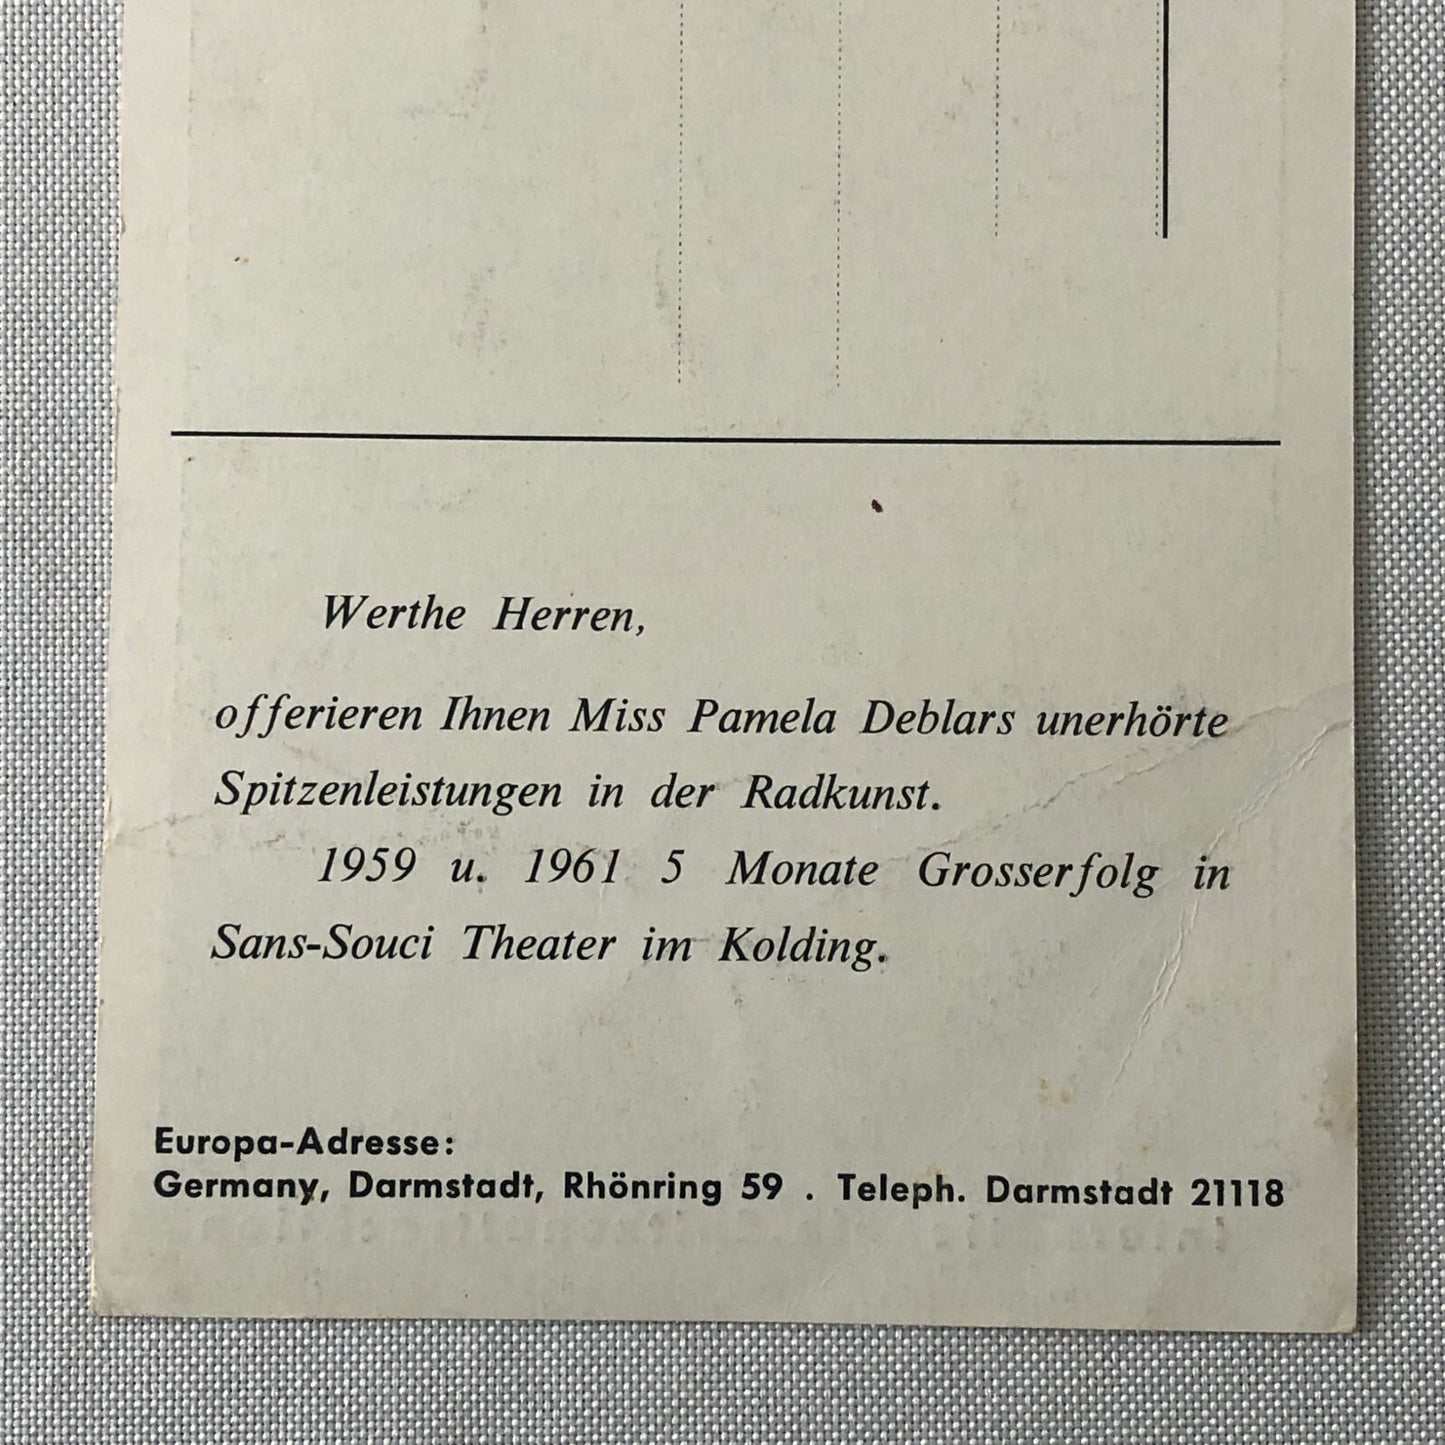 Werthe Herren,
offerieren Ihnen Miss Pamela Deblars unerhörte
Spitzenleistungen in der Radkunst.
1959 u. 1961 5 Monate Grosserfolg in
Sans-Souci Theater im Kolding.
Europa-Adresse:
Germany, Darmstadt, Rhönring 59 . Teleph. Darmstadt 21118